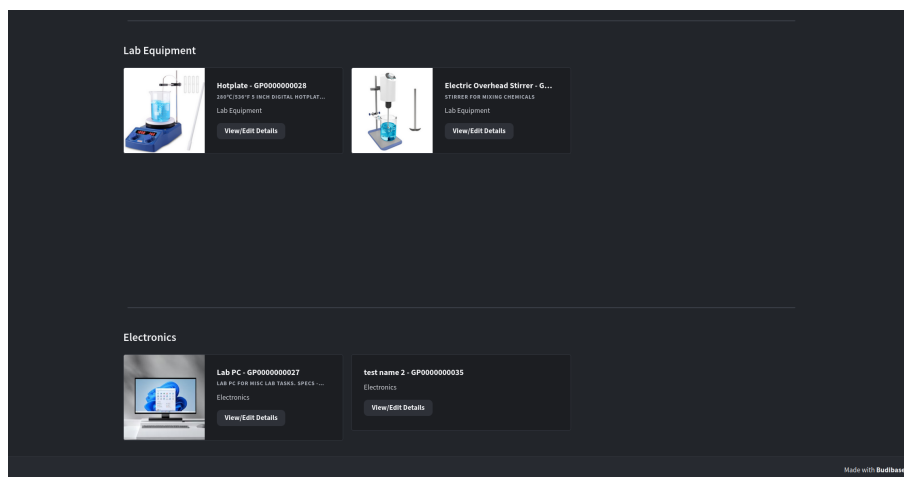 Lab Equipment
Hotplate - GP0000000028
280℃/536℉ 5 INCH DIGITAL HOTPLAT...
Lab Equipment
View/Edit Details
Electric Overhead Stirrer - G...
STIRRER FOR MIXING CHEMICALS
Lab Equipment
View/Edit Details
Electronics
Lab PC - GP0000000027
LAB PC FOR MISC LAB TASKS. SPECS -...
Electronics
View/Edit Details
test name 2 - GP0000000035
Electronics
View/Edit Details
Made with Budibase